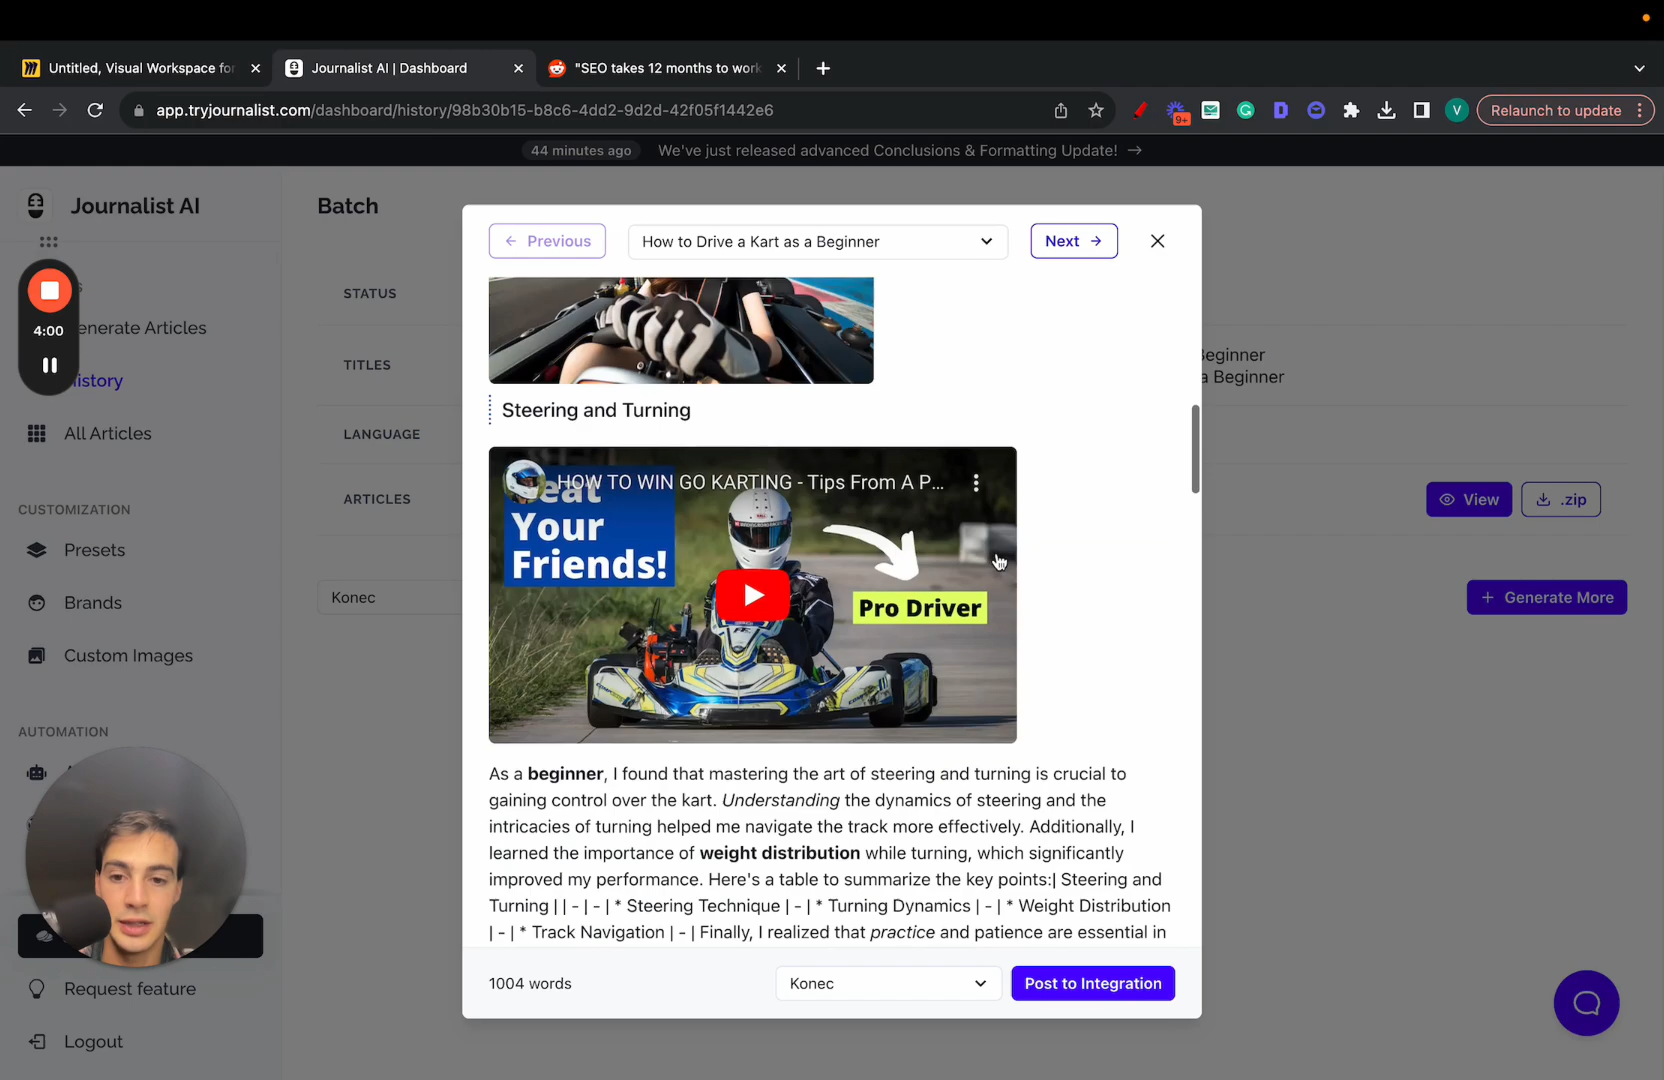 Untitled, Visual Workspace for
Journalist AI | Dashboard
"SEO takes 12 months to work
app.tryjournalist.com/dashboard/history/98b30b15-b8c6-4dd2-9d2d-42f05f1442e6
9+
V
Relaunch to update
44 minutes ago
We've just released advanced Conclusions & Formatting Update! →
Journalist AI
Batch
4:00
enerate Articles
istory
All Articles
CUSTOMIZATION
Presets
Brands
Custom Images
AUTOMATION
Request feature
Logout
STATUS
TITLES
Beginner
a Beginner
LANGUAGE
ARTICLES
View
.zip
Konec
+ Generate More
← Previous
How to Drive a Kart as a Beginner
Next →
Steering and Turning
HOW TO WIN GO KARTING - Tips From A P...
eat
Your
Friends!
Pro Driver
As a beginner, I found that mastering the art of steering and turning is crucial to
gaining control over the kart. Understanding the dynamics of steering and the
intricacies of turning helped me navigate the track more effectively. Additionally, I
learned the importance of weight distribution while turning, which significantly
improved my performance. Here's a table to summarize the key points:| Steering and
Turning | | - | - | * Steering Technique | - | * Turning Dynamics | - | * Weight Distribution
| - | * Track Navigation | - | Finally, I realized that practice and patience are essential in
1004 words
Konec
Post to Integration